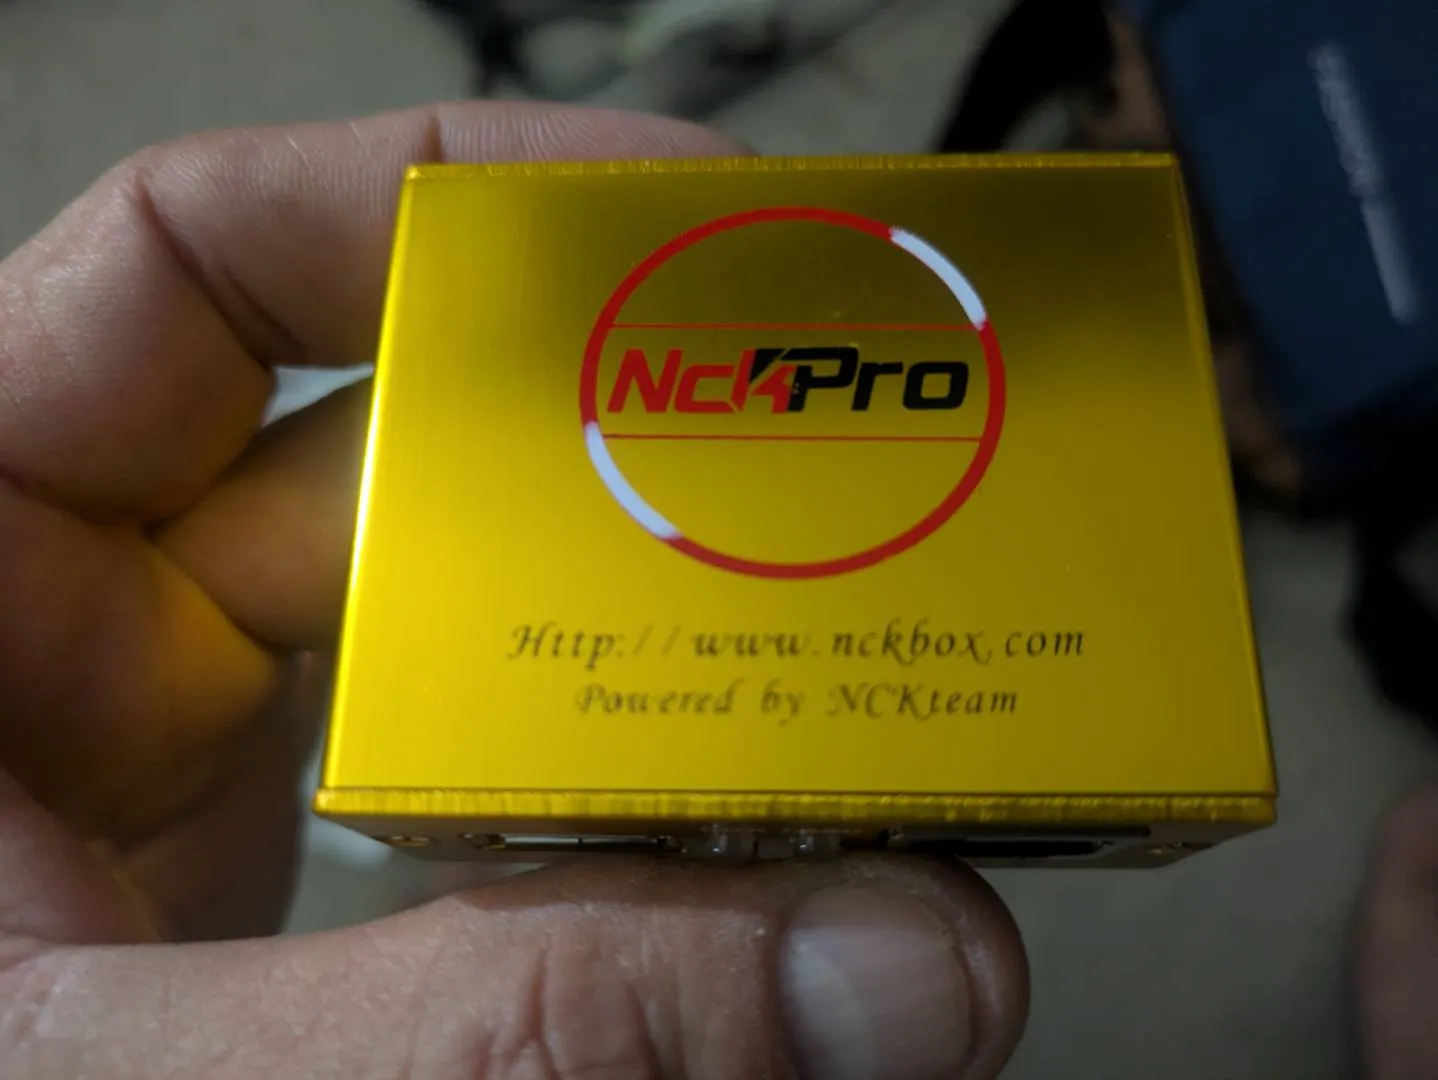 NckPro
Http://www.nckbox.com
Powered by NCKteam